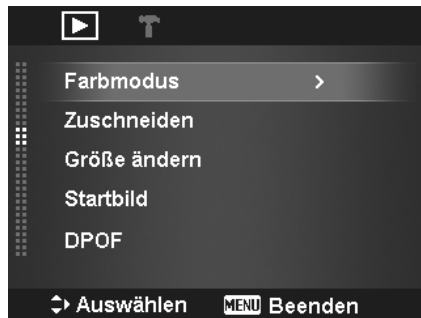 Farbmodus
Zuschneiden
Größe ändern
Startbild
DPOF
Auswählen MENU Beenden